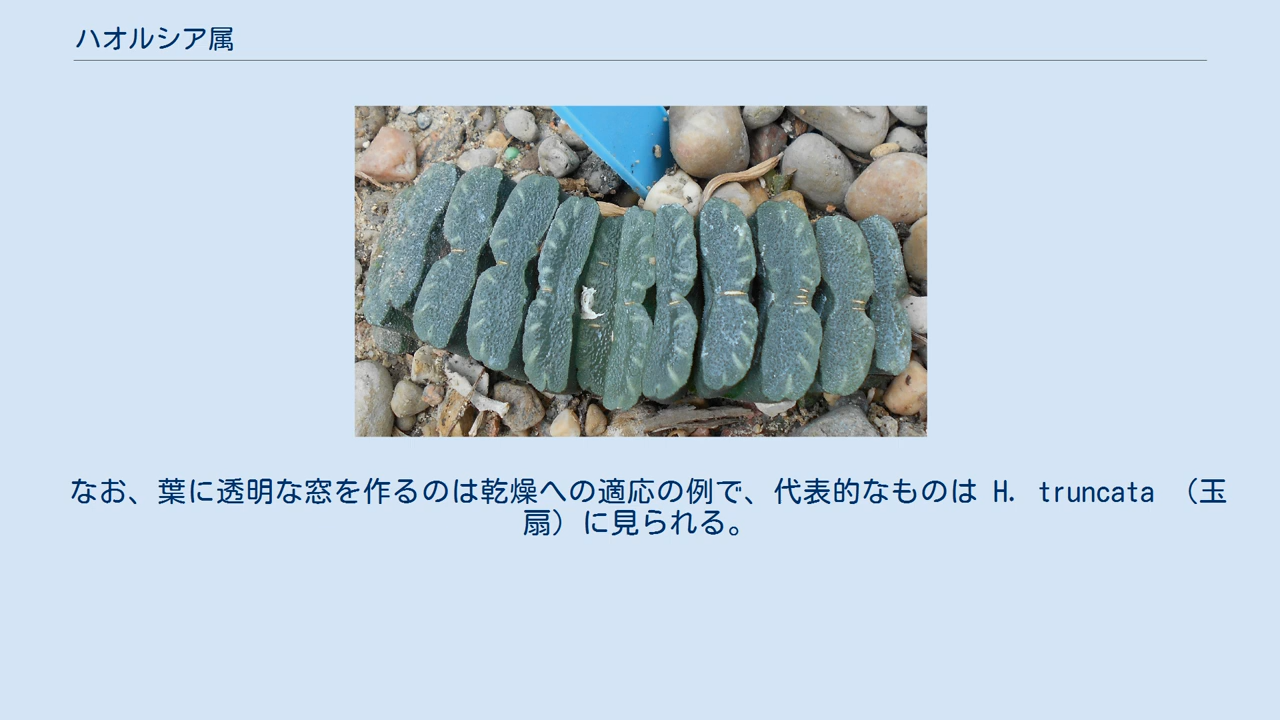 ハオルシア属
なお、葉に透明な窓を作るのは乾燥への適応の例で、代表的なものは H. truncata （玉
扇）に見られる。